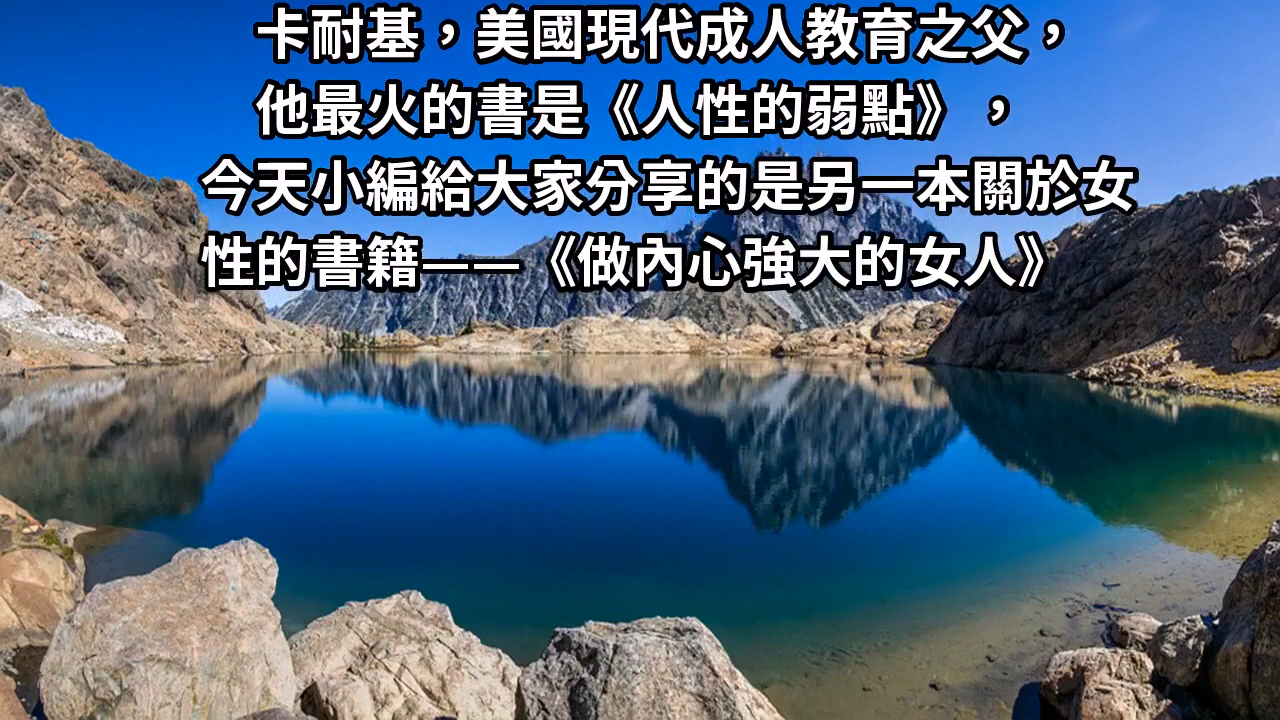 卡耐基，美國現代成人教育之父，
他最火的書是《人性的弱點》，
今天小編給大家分享的是另一本關於女
性的書籍——《做內心強大的女人》